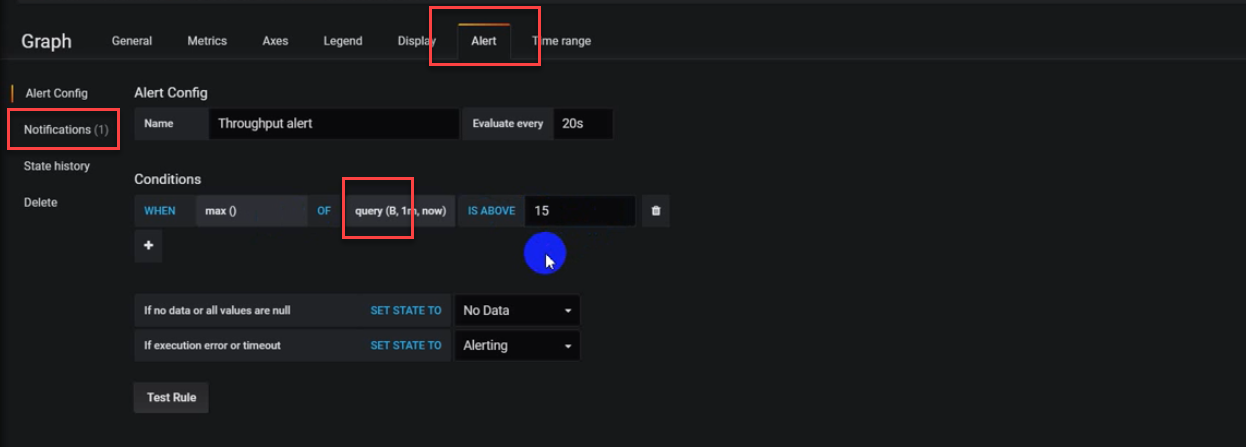 Graph General Metrics Axes Legend Display Alert Time range
Alert Config
Notifications (1)
State history
Delete
Alert Config
Name Throughput alert Evaluate every 20s
Conditions
WHEN max () OF query (B, 1m, now) IS ABOVE 15
+
If no data or all values are null SET STATE TO No Data
If execution error or timeout SET STATE TO Alerting
Test Rule